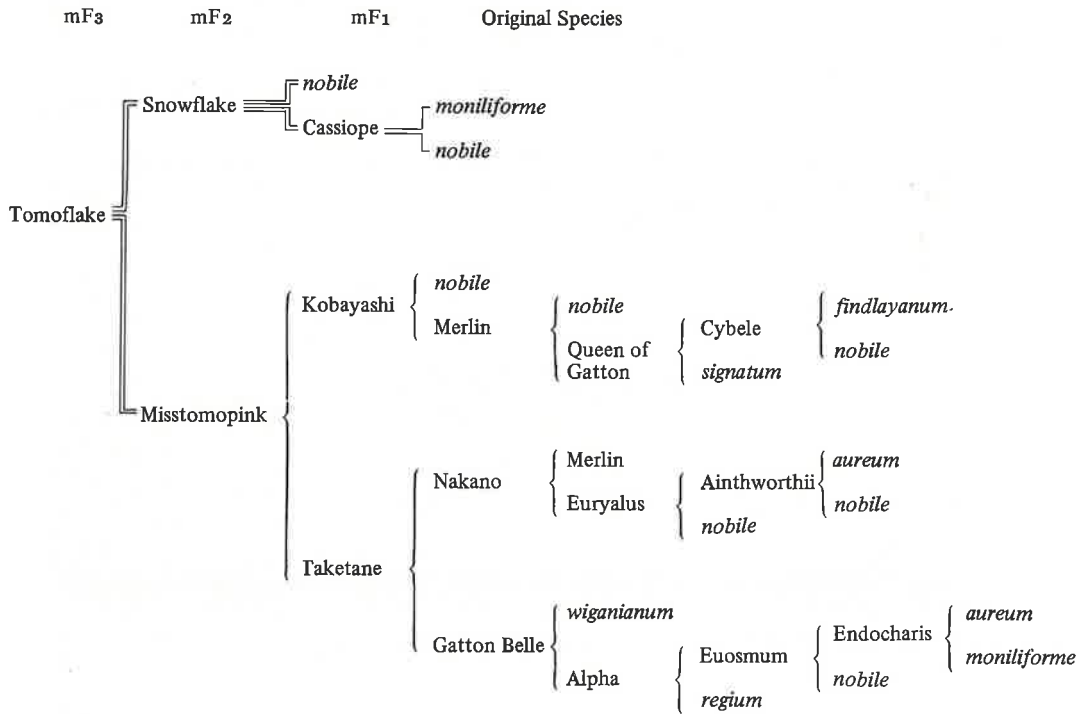 mF3 mF2 mF1 Original Species
nobile
Snowflake
moniliforme
Cassiope
nobile
Tomoflake
nobile
Kobayashi
nobile
findlayanum.
Merlin
Cybele
Queen of
nobile
Gatton
signatum
Misstomopink
Merlin
aureum
Nakano
Ainthworthii
Euryalus
nobile
nobile
Taketane
wiganianum
aureum
Endocharis
Gatton Belle
Euosmum
moniliforme
Alpha
nobile
regium